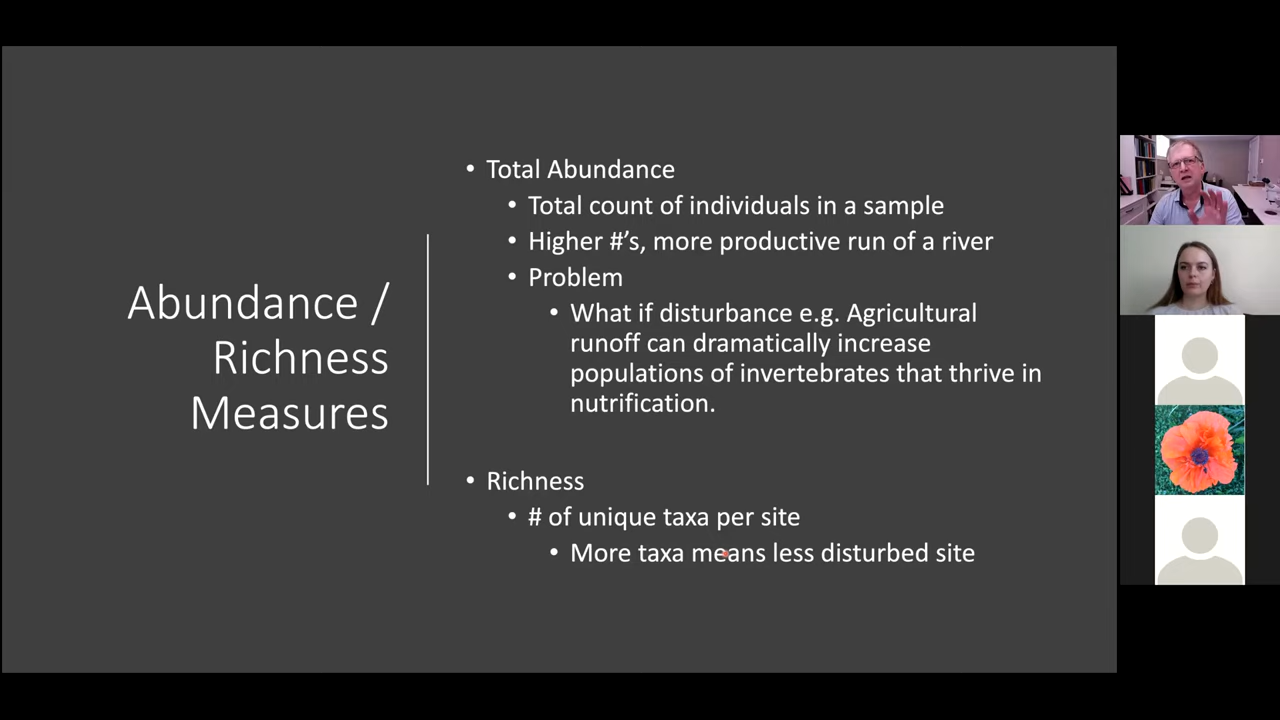 Abundance /
Richness
Measures
• Total Abundance
• Total count of individuals in a sample
• Higher #’s, more productive run of a river
• Problem
• What if disturbance e.g. Agricultural
runoff can dramatically increase
populations of invertebrates that thrive in
nutrification.
• Richness
• # of unique taxa per site
• More taxa means less disturbed site